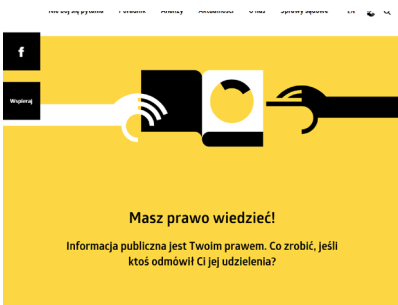 Nie bój się pytania Poradnik Analizy Aktualności O nas Sprawy sądowe EN
f
Wspieraj
Masz prawo wiedzieć!
Informacja publiczna jest Twoim prawem. Co zrobić, jeśli
ktoś odmówił Ci jej udzielenia?